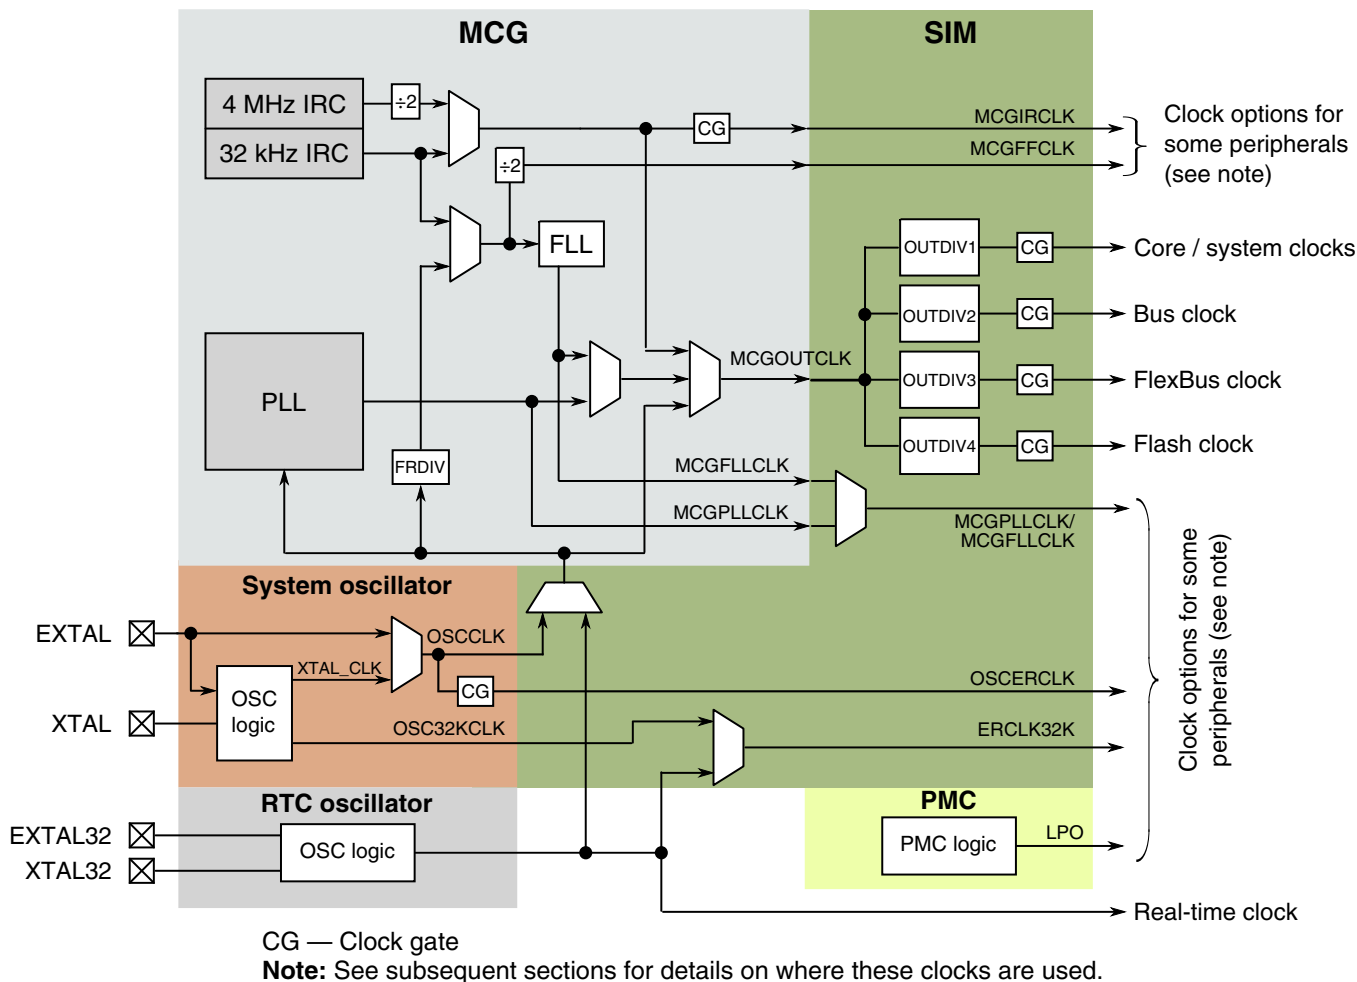 MCG
SIM
4 MHz IRC
÷2
32 kHz IRC
CG
MCGIRCLK
÷2
MCGFFCLK
Clock options for
some peripherals
(see note)
FLL
OUTDIV1
CG
Core / system clocks
OUTDIV2
CG
Bus clock
PLL
MCGOUTCLK
OUTDIV3
CG
FlexBus clock
OUTDIV4
CG
Flash clock
FRDIV
MCGFLLCLK
MCGPLLCLK
MCGPLLCLK/
MCGFLLCLK
Clock options for some
peripherals (see note)
System oscillator
EXTAL
OSCCLK
XTAL_CLK
OSC
logic
CG
OSCERCLK
XTAL
OSC32KCLK
ERCLK32K
RTC oscillator
PMC
EXTAL32
OSC logic
PMC logic
LPO
XTAL32
Real-time clock
CG — Clock gate
Note: See subsequent sections for details on where these clocks are used.